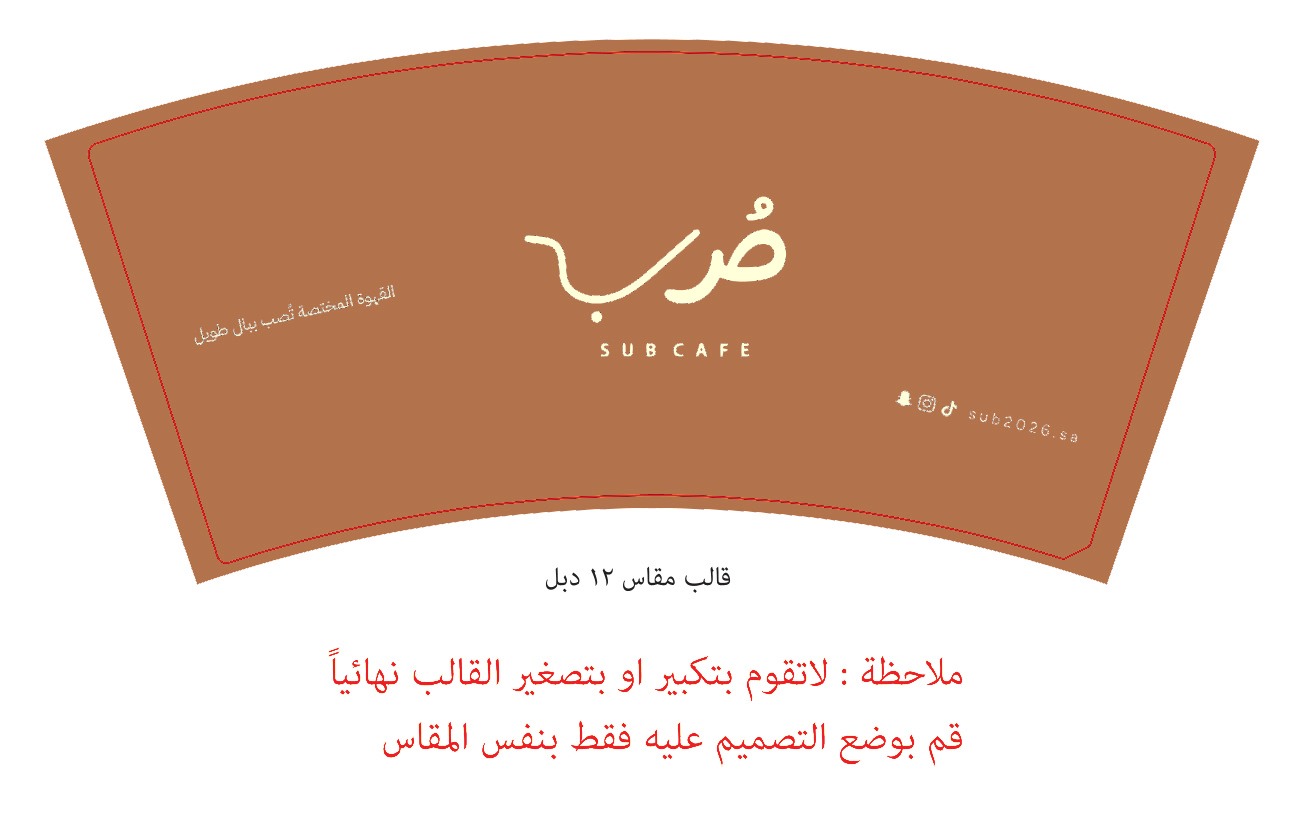 صُب
SUB CAFE
القهوة المختصة تُصب ببال طويل
sub2026.sa
قالب مقاس ١٢ دبل
ملاحظة : لاتقوم بتكبير او بتصغير القالب نهائياً
قم بوضع التصميم عليه فقط بنفس المقاس